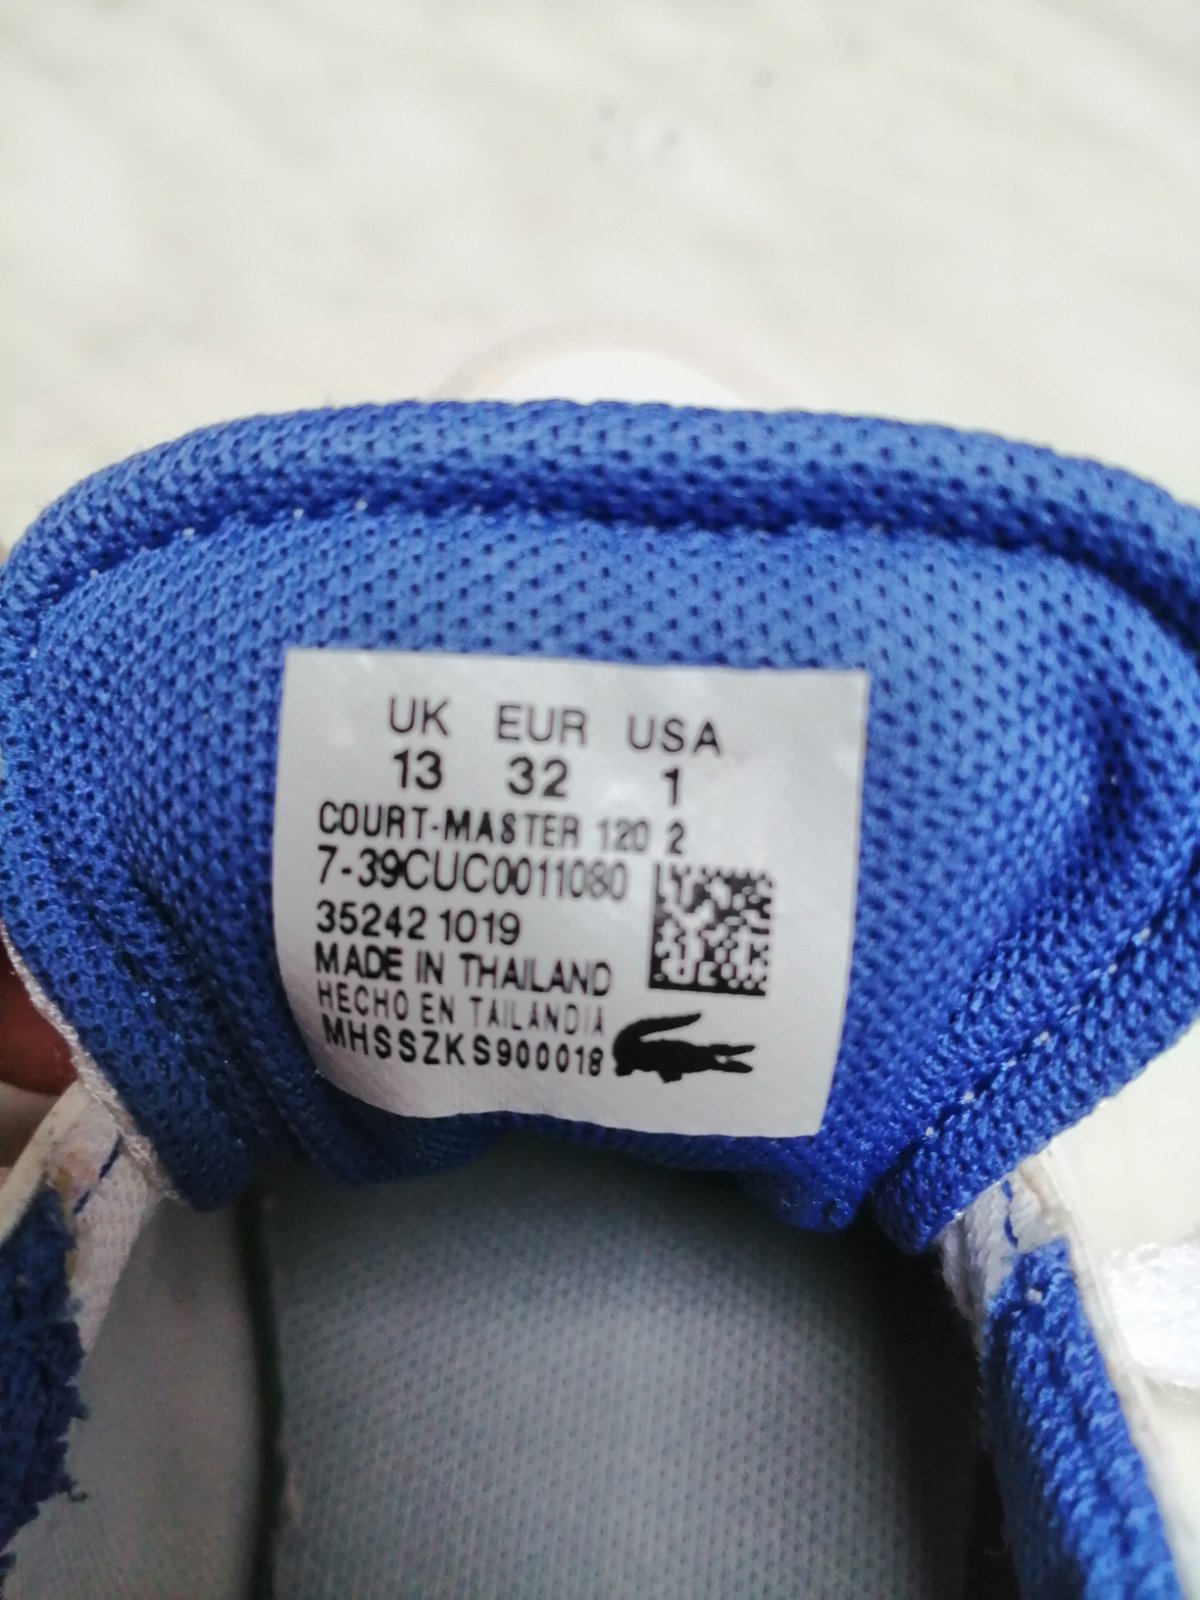 UK EUR USA
13 32 1
COURT-MASTER 120 2
7-39CUC0011080
35242 1019
MADE IN THAILAND
HECHO EN TAILANDIA
MHSSZKS900018